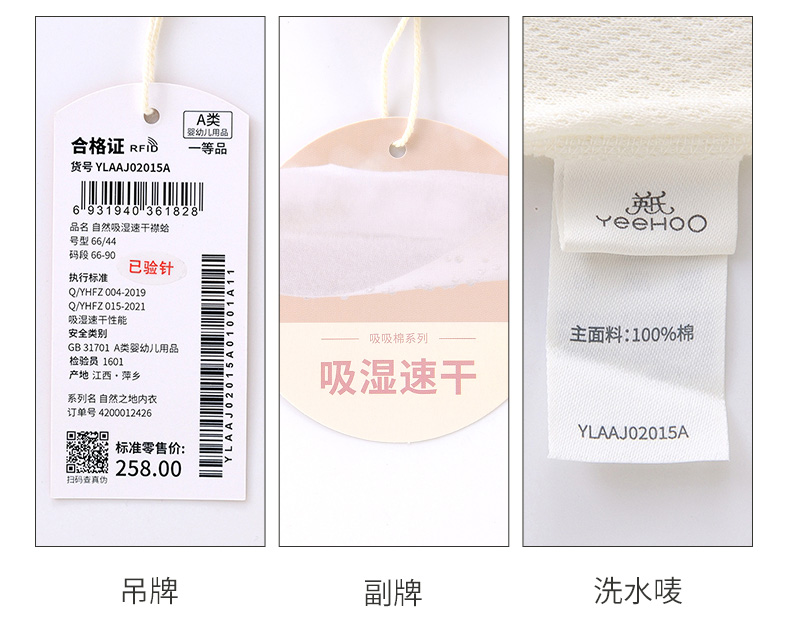 A类
婴幼儿用品
合格证 RFID
一等品
货号 YLAAJ02015A
6 931940 361828
品名 自然吸湿速干襟蛤
号型 66/44
码段 66-90
已验针
执行标准
Q/YHFZ 004-2019
Q/YHFZ 015-2021
吸湿速干性能
安全类别
GB 31701 A类婴幼儿用品
检验员 1601
产地 江西·萍乡
系列名 自然之地内衣
订单号 4200012426
标准零售价:
258.00
扫码查真伪
YLAAJ02015A01001A11
吸吸棉系列
吸湿速干
英氏
YeeHoO
主面料:100%棉
YLAAJ02015A
吊牌
副牌
洗水唛